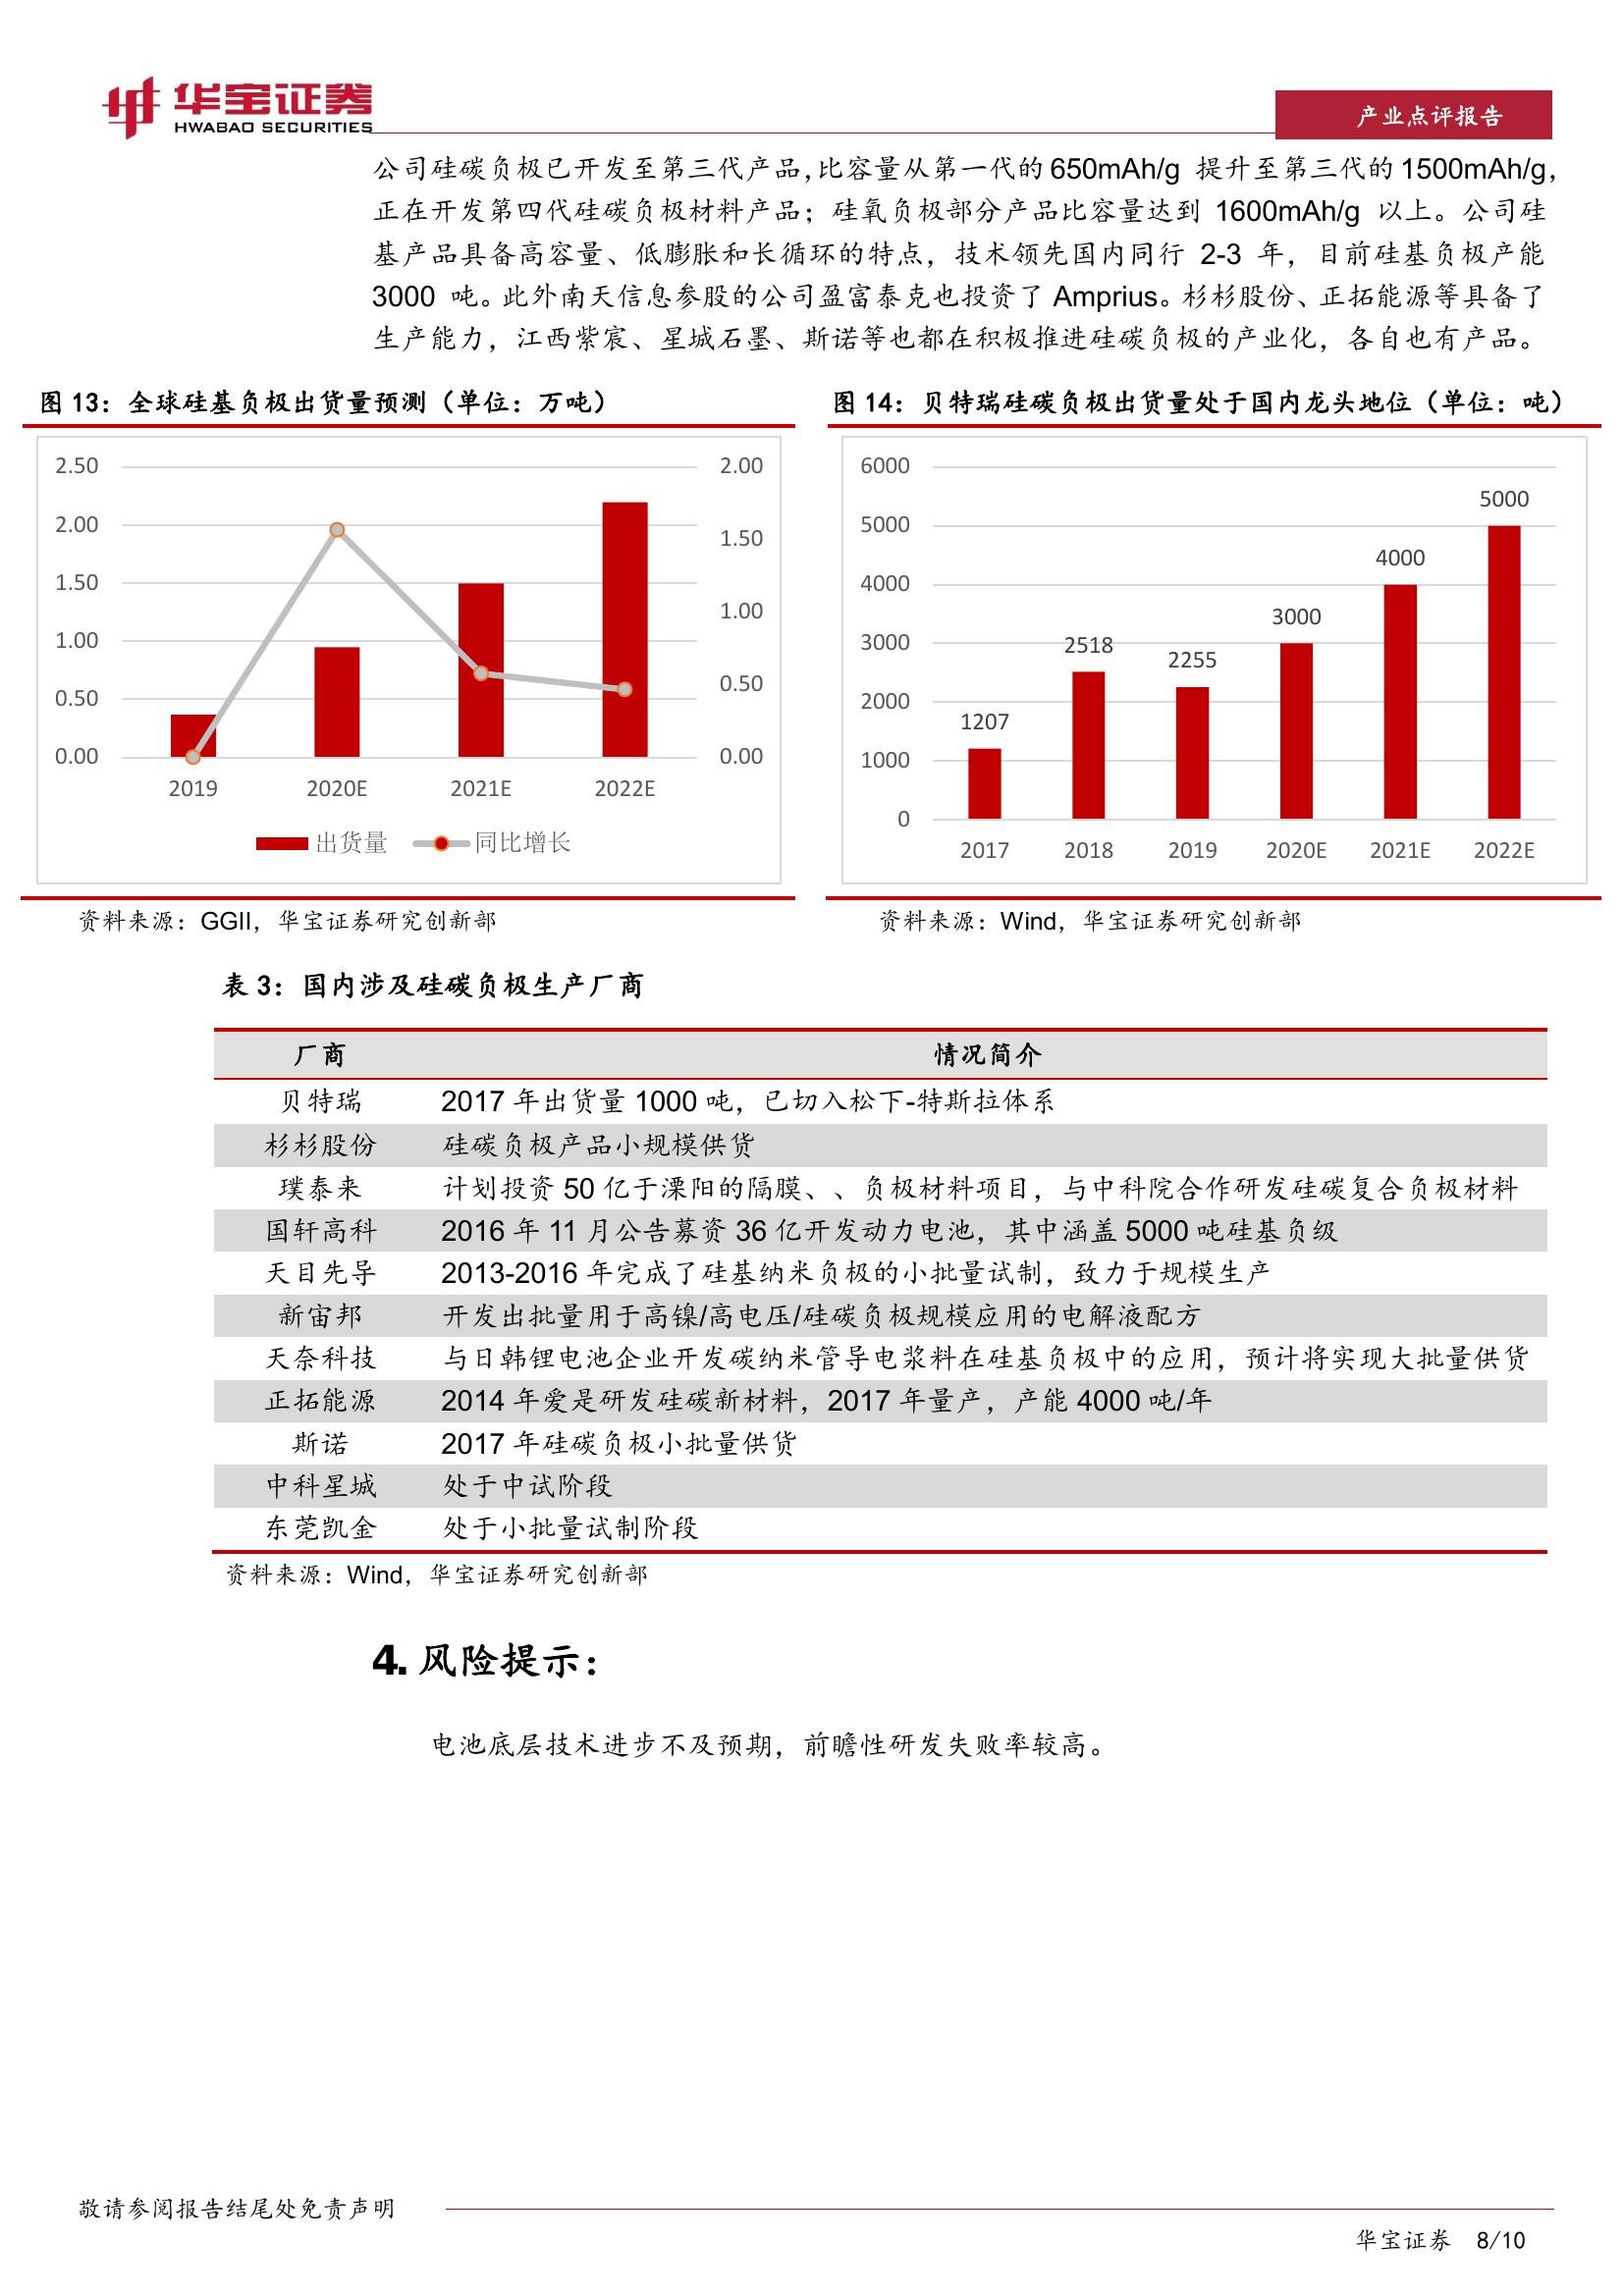 华宝证券
HWABAO SECURITIES
产业点评报告
公司硅碳负极已开发至第三代产品,比容量从第一代的650mAh/g 提升至第三代的1500mAh/g，
正在开发第四代硅碳负极材料产品；硅氧负极部分产品比容量达到 1600mAh/g 以上。公司硅
基产品具备高容量、低膨胀和长循环的特点，技术领先国内同行 2-3 年，目前硅基负极产能
3000 吨。此外南天信息参股的公司盈富泰克也投资了 Amprius。杉杉股份、正拓能源等具备了
生产能力，江西紫宸、星城石墨、斯诺等也都在积极推进硅碳负极的产业化，各自也有产品。
图 13：全球硅基负极出货量预测（单位：万吨）
2.50
2.00
1.50
1.00
0.50
0.00
2.00
1.50
1.00
0.50
0.00
2019 2020E 2021E 2022E
出货量 同比增长
资料来源：GGII，华宝证券研究创新部
图 14：贝特瑞硅碳负极出货量处于国内龙头地位（单位：吨）
6000
5000
4000
3000
2000
1000
0
1207
2518
2255
3000
4000
5000
2017 2018 2019 2020E 2021E 2022E
资料来源：Wind，华宝证券研究创新部
表 3：国内涉及硅碳负极生产厂商
厂商 情况简介
贝特瑞 2017 年出货量 1000 吨，已切入松下-特斯拉体系
杉杉股份 硅碳负极产品小规模供货
璞泰来 计划投资 50 亿于溧阳的隔膜、、负极材料项目，与中科院合作研发硅碳复合负极材料
国轩高科 2016 年 11 月公告募资 36 亿开发动力电池，其中涵盖 5000 吨硅基负级
天目先导 2013-2016 年完成了硅基纳米负极的小批量试制，致力于规模生产
新宙邦 开发出批量用于高镍/高电压/硅碳负极规模应用的电解液配方
天奈科技 与日韩锂电池企业开发碳纳米管导电浆料在硅基负极中的应用，预计将实现大批量供货
正拓能源 2014 年爱是研发硅碳新材料，2017 年量产，产能 4000 吨/年
斯诺 2017 年硅碳负极小批量供货
中科星城 处于中试阶段
东莞凯金 处于小批量试制阶段
资料来源：Wind，华宝证券研究创新部
4. 风险提示：
电池底层技术进步不及预期，前瞻性研发失败率较高。
敬请参阅报告结尾处免责声明
华宝证券 8/10